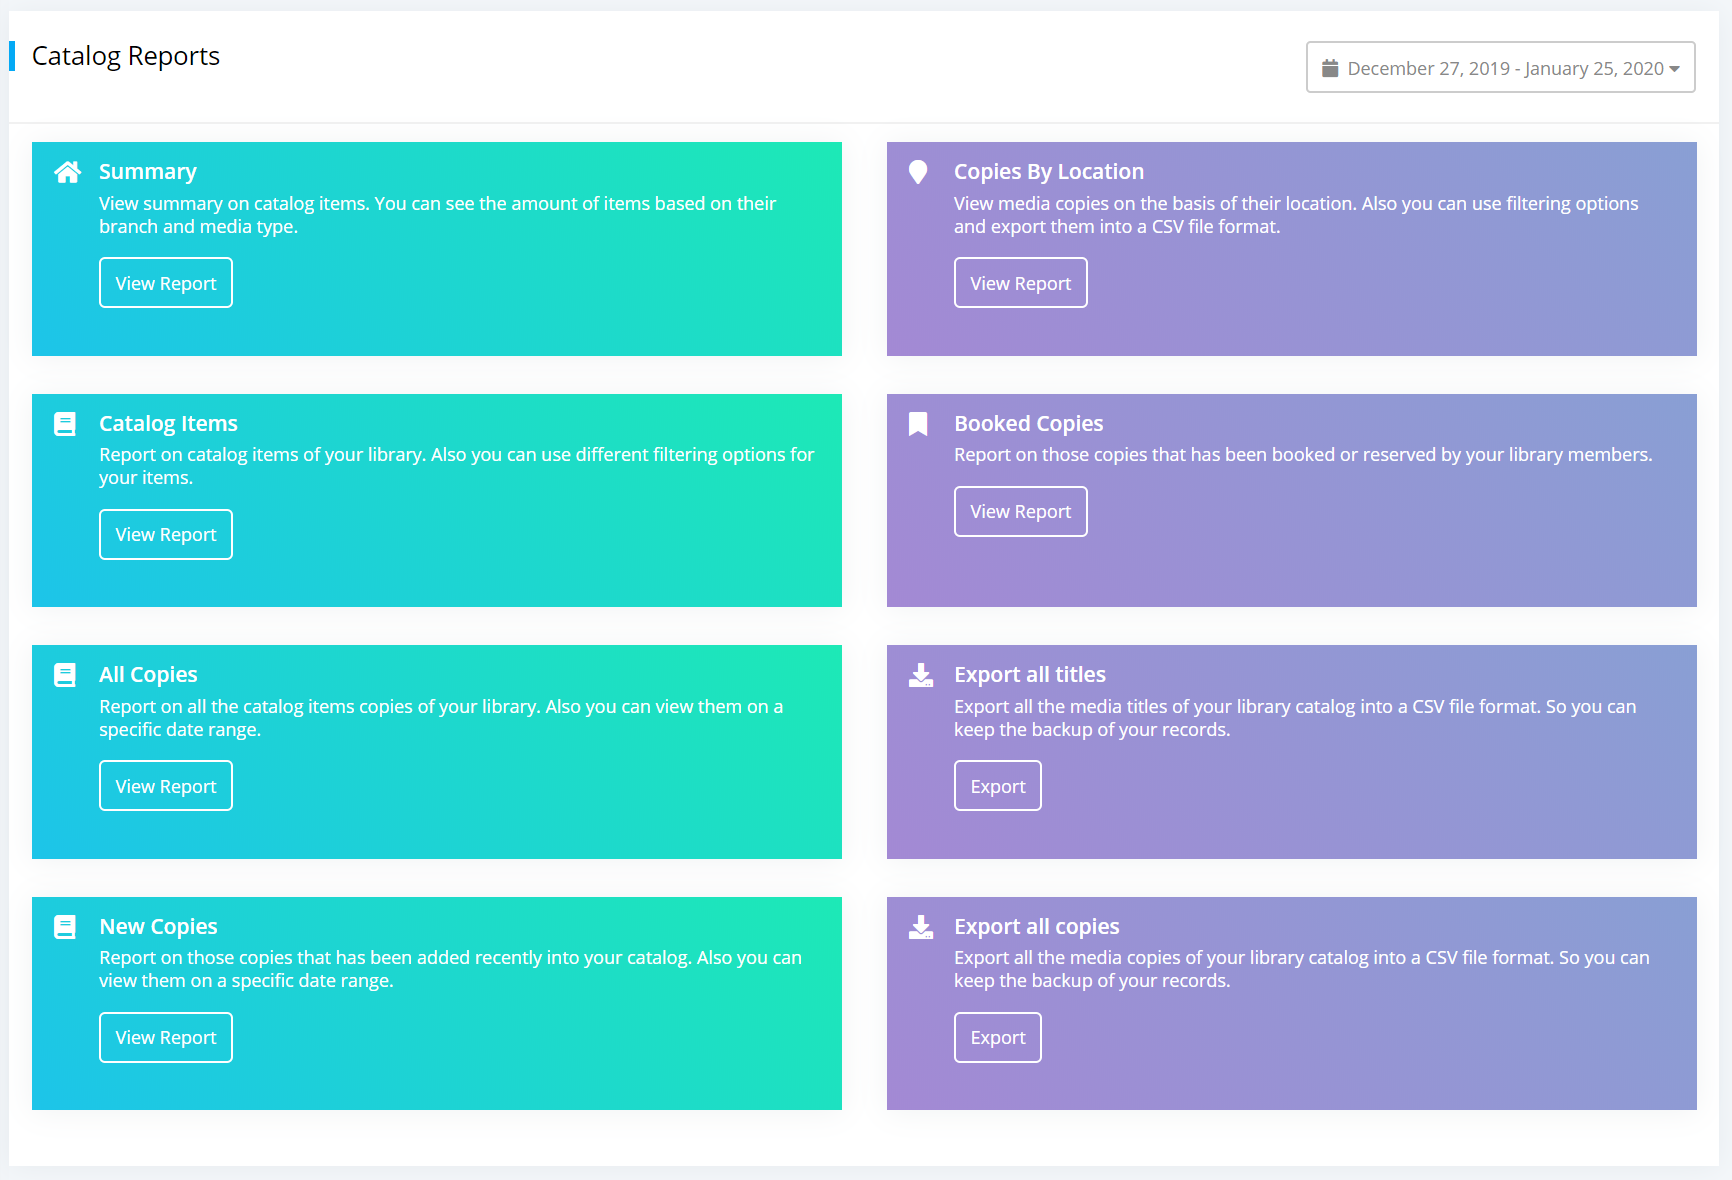 Catalog Reports
December 27, 2019 - January 25, 2020
Summary
View summary on catalog items. You can see the amount of items based on their
branch and media type.
View Report
Copies By Location
View media copies on the basis of their location. Also you can use filtering options
and export them into a CSV file format.
View Report
Catalog Items
Report on catalog items of your library. Also you can use different filtering options for
your items.
View Report
Booked Copies
Report on those copies that has been booked or reserved by your library members.
View Report
All Copies
Report on all the catalog items copies of your library. Also you can view them on a
specific date range.
View Report
Export all titles
Export all the media titles of your library catalog into a CSV file format. So you can
keep the backup of your records.
Export
New Copies
Report on those copies that has been added recently into your catalog. Also you can
view them on a specific date range.
View Report
Export all copies
Export all the media copies of your library catalog into a CSV file format. So you can
keep the backup of your records.
Export